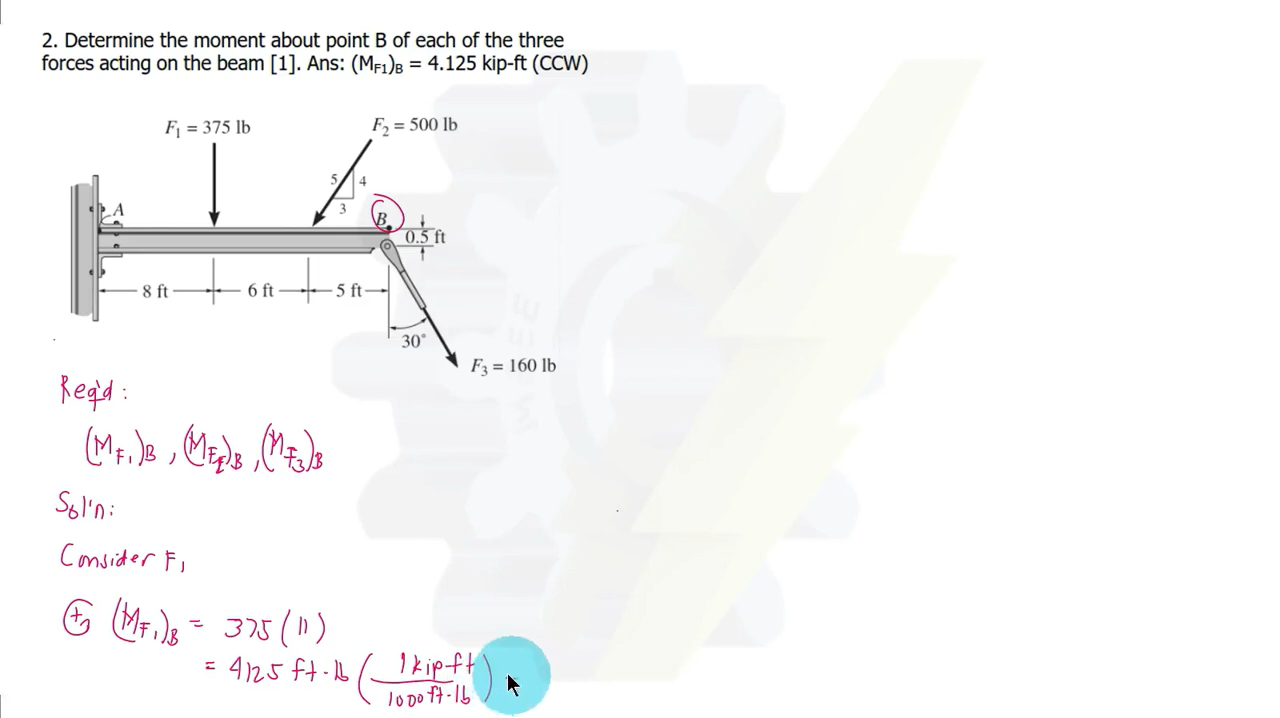 2. Determine the moment about point B of each of the three
forces acting on the beam [1]. Ans: (MF1)B = 4.125 kip-ft (CCW)
F1 = 375 lb
F2 = 500 lb
5
4
3
A
B
0.5 ft
8 ft
6 ft
5 ft
30°
F3 = 160 lb
Req'd:
(MF1)B, (MF2)B, (MF3)B
Sol'n:
Consider F1
+ (MF1)B = 375 (11)
= 4125 ft·lb ( 1 kip-ft / 1000 ft·lb )